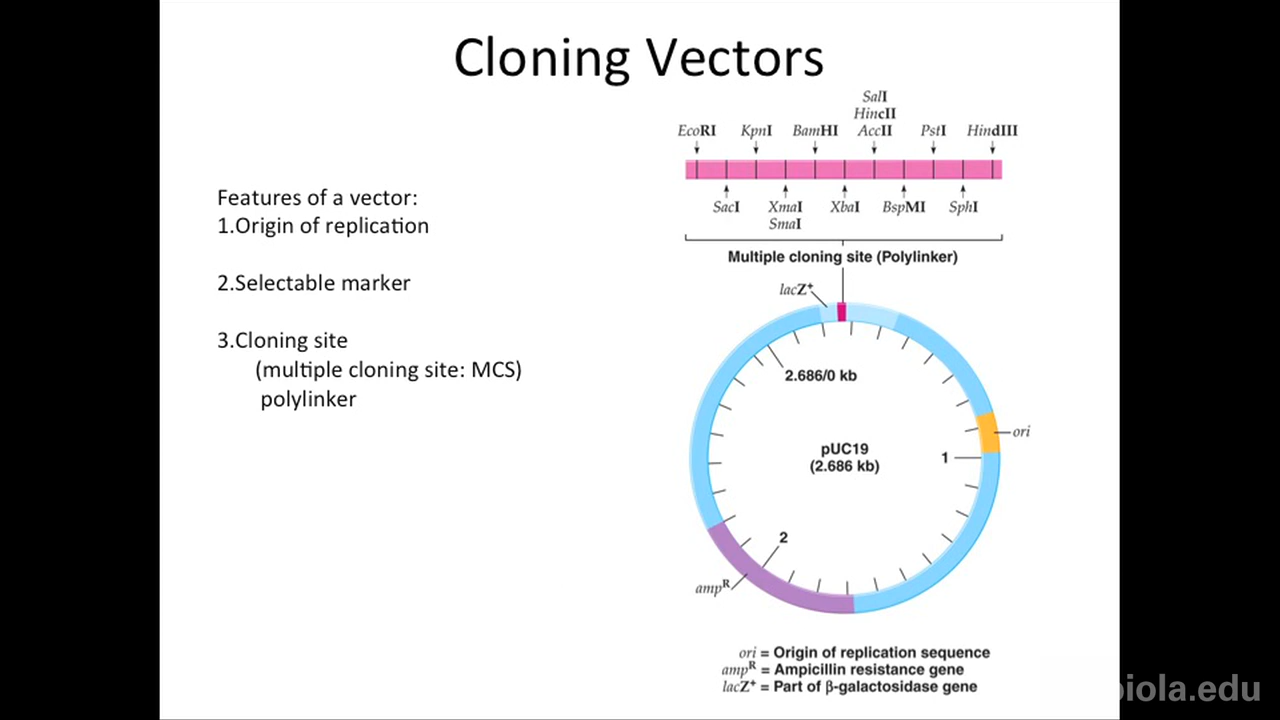 Cloning Vectors
Features of a vector:
1.Origin of replication
2.Selectable marker
3.Cloning site
(multiple cloning site: MCS)
polylinker
SalI
HincII
EcoRI KpnI BamHI AccII PstI HindIII
SacI XmaI XbaI BspMI SphI
SmaI
Multiple cloning site (Polylinker)
lacZ+
2.686/0 kb
ori
pUC19
(2.686 kb)
1
2
ampR
ori = Origin of replication sequence
ampR = Ampicillin resistance gene
lacZ+ = Part of β-galactosidase gene
biola.edu